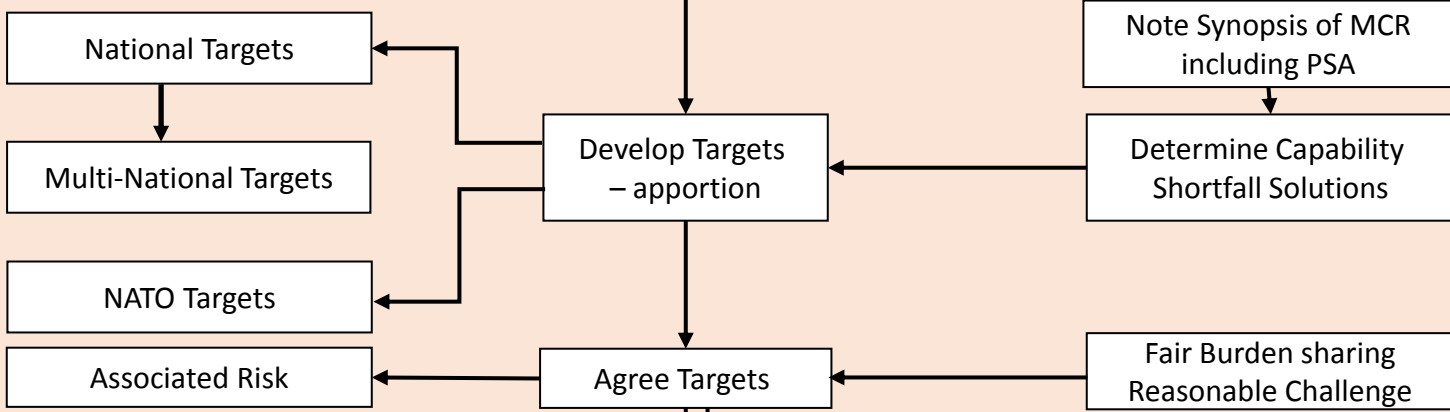 National Targets
Multi-National Targets
NATO Targets
Associated Risk
Develop Targets
– apportion
Agree Targets
Note Synopsis of MCR
including PSA
Determine Capability
Shortfall Solutions
Fair Burden sharing
Reasonable Challenge